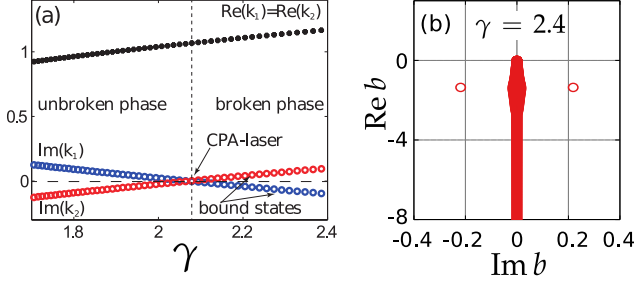 (a)
Re(k₁)=Re(k₂)
1
unbroken phase
broken phase
0.5
CPA-laser
Im(k₁)
0
Im(k₂)
bound states
1.8
2
2.2
2.4
γ
(b)
γ = 2.4
0
-4
-8
Re b
-0.4
-0.2
0
0.2
0.4
Im b